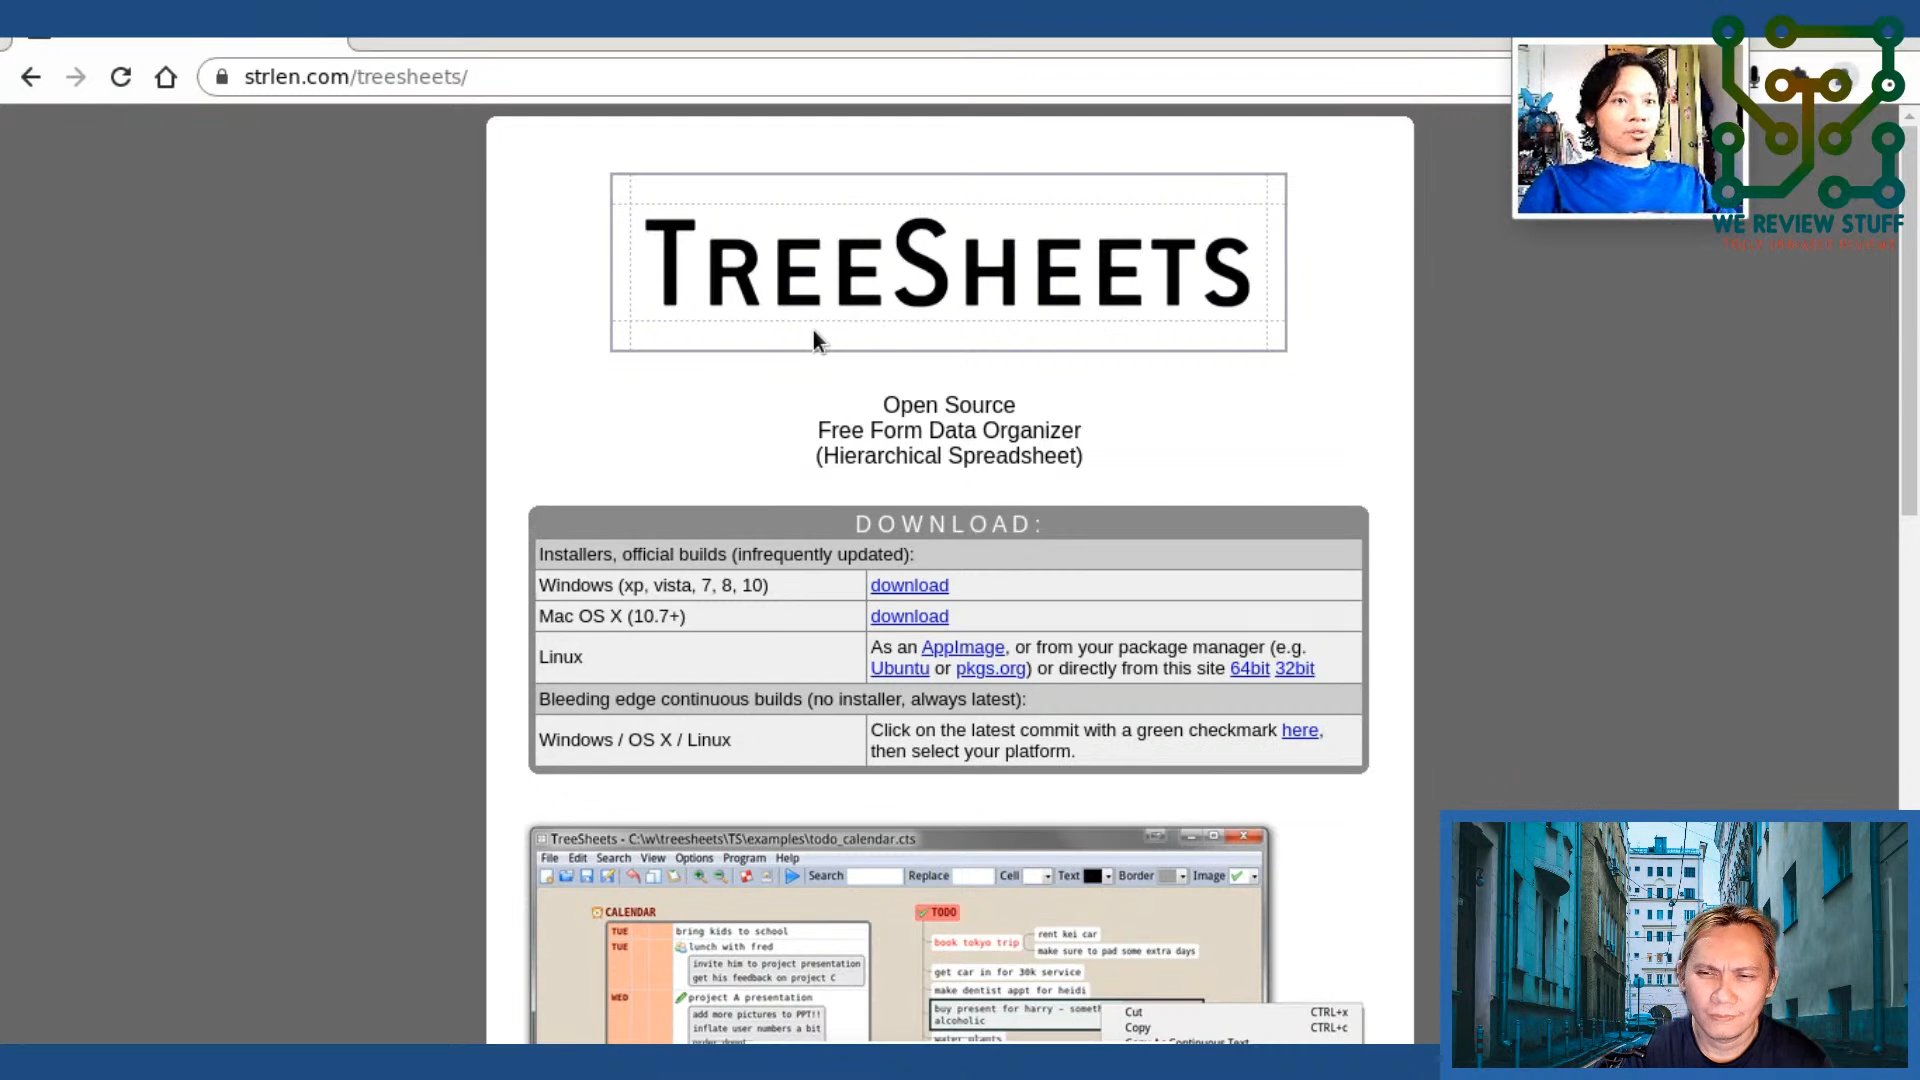 strlen.com/treesheets/
WE REVIEW STUFF
TREESHEETS
Open Source
Free Form Data Organizer
(Hierarchical Spreadsheet)
DOWNLOAD:
Installers, official builds (infrequently updated):
Windows (xp, vista, 7, 8, 10)
download
Mac OS X (10.7+)
download
Linux
As an AppImage, or from your package manager (e.g.
Ubuntu or pkgs.org) or directly from this site 64bit 32bit
Bleeding edge continuous builds (no installer, always latest):
Windows / OS X / Linux
Click on the latest commit with a green checkmark here,
then select your platform.
TreeSheets - C:\w\treesheets\TS\examples\todo_calendar.cts
File Edit Search View Options Program Help
Search Replace Cell Text Border Image
CALENDAR
TUE bring kids to school
TUE lunch with fred
invite him to project presentation
get his feedback on project C
WED project A presentation
add more pictures to PPT!!
inflate user numbers a bit
TODO
book tokyo trip
rent kei car
make sure to pad some extra days
get car in for 30k service
make dentist appt for heidi
buy present for harry - someth
alcoholic
water plants
Cut CTRL+x
Copy CTRL+c
Copy As Continuous Text